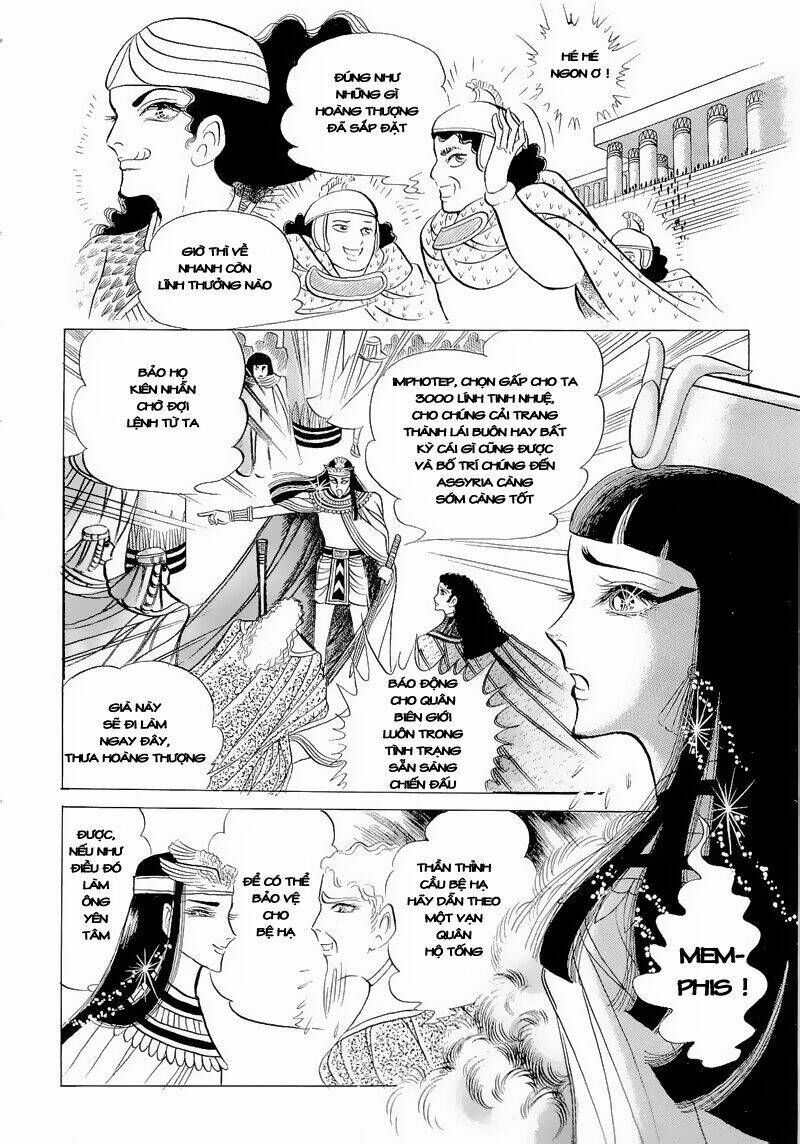 HÉ HÉ
NGON Ơ !
ĐÚNG NHƯ
NHỮNG GÌ
HOÀNG THƯỢNG
ĐÃ SẮP ĐẶT
GIỜ THÌ VỀ
NHANH CÒN
LĨNH THƯỞNG NÀO
IMPHOTEP, CHỌN GẤP CHO TA
3000 LÍNH TINH NHUỆ,
CHO CHÚNG CẢI TRANG
THÀNH LÁI BUÔN HAY BẤT
KỲ CÁI GÌ CŨNG ĐƯỢC
VÀ BỐ TRÍ CHÚNG ĐẾN
ASSYRIA CÀNG
SỚM CÀNG TỐT
BẢO HỌ
KIÊN NHẪN
CHỜ ĐỢI
LỆNH TỪ TA
BÁO ĐỘNG
CHO QUÂN
BIÊN GIỚI
LUÔN TRONG
TÌNH TRẠNG
SẴN SÀNG
CHIẾN ĐẤU
GIÀ NÀY
SẼ ĐI LÀM
NGAY ĐÂY,
THƯA HOÀNG THƯỢNG
MEM-
PHIS !
THẦN THỈNH
CẦU BỆ HẠ
HÃY DẪN THEO
MỘT VẠN
QUÂN
HỘ TỐNG
ĐỂ CÓ THỂ
BẢO VỆ
CHO
BỆ HẠ
ĐƯỢC,
NẾU NHƯ
ĐIỀU ĐÓ
LÀM
ÔNG
YÊN
TÂM